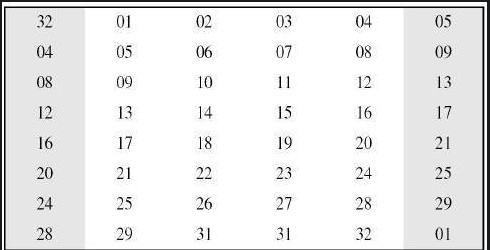 32 01 02 03 04 05
04 05 06 07 08 09
08 09 10 11 12 13
12 13 14 15 16 17
16 17 18 19 20 21
20 21 22 23 24 25
24 25 26 27 28 29
28 29 31 31 32 01